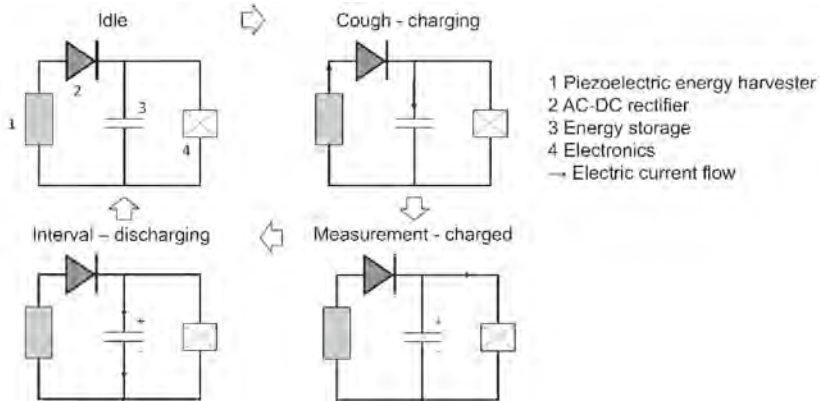 Idle
Cough - charging
1
2
3
4
1 Piezoelectric energy harvester
2 AC-DC rectifier
3 Energy storage
4 Electronics
→ Electric current flow
Interval – discharging
Measurement - charged
+
-
+
-